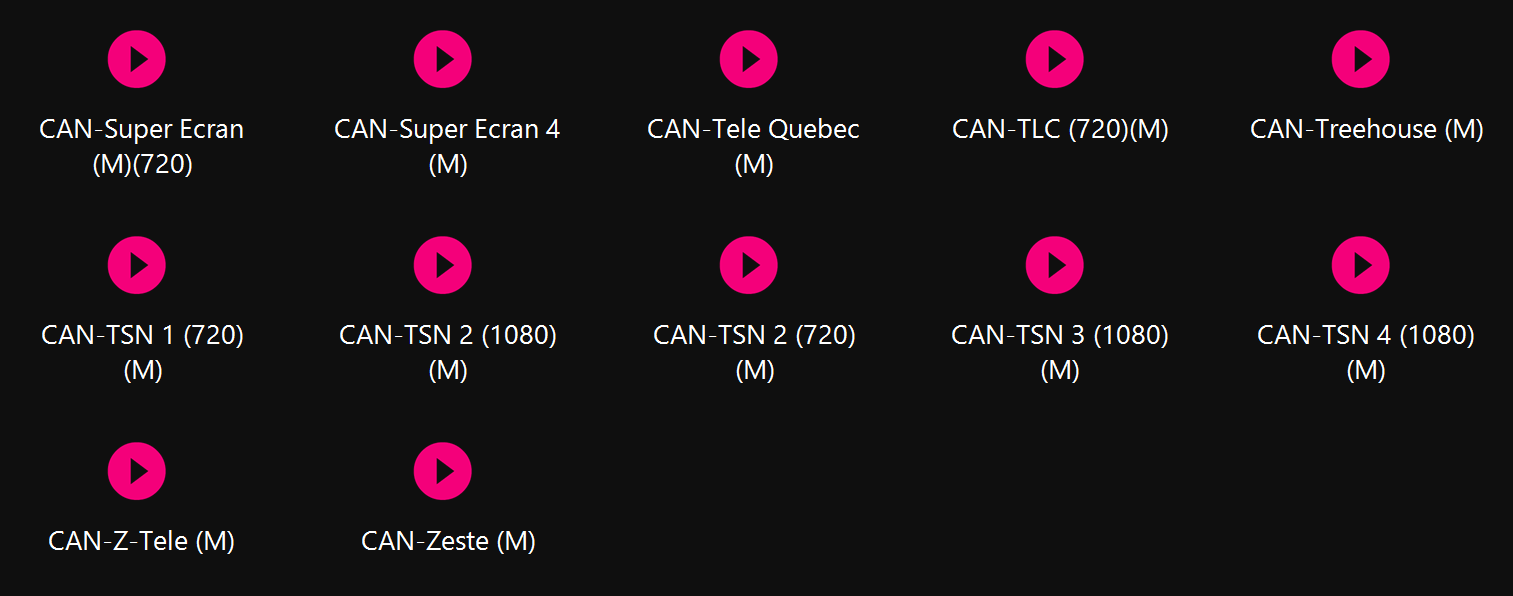 CAN-Super Ecran
(M)(720)
CAN-Super Ecran 4
(M)
CAN-Tele Quebec
(M)
CAN-TLC (720)(M)
CAN-Treehouse (M)
CAN-TSN 1 (720)
(M)
CAN-TSN 2 (1080)
(M)
CAN-TSN 2 (720)
(M)
CAN-TSN 3 (1080)
(M)
CAN-TSN 4 (1080)
(M)
CAN-Z-Tele (M)
CAN-Zeste (M)